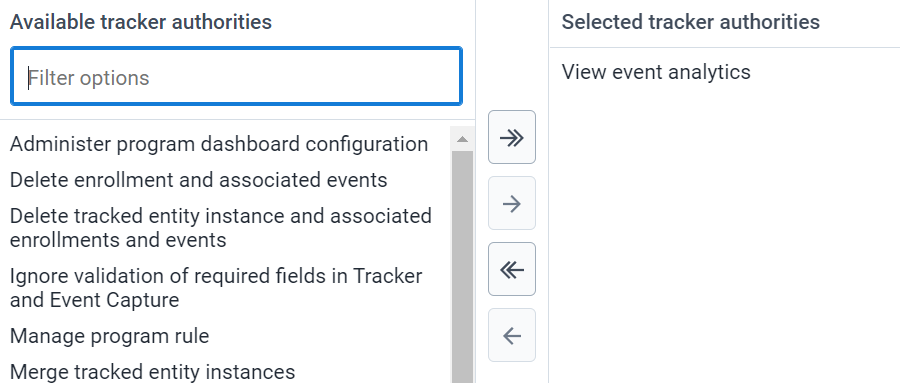 Available tracker authorities
Filter options
Administer program dashboard configuration
Delete enrollment and associated events
Delete tracked entity instance and associated
enrollments and events
Ignore validation of required fields in Tracker
and Event Capture
Manage program rule
Merge tracked entity instances
Selected tracker authorities
View event analytics